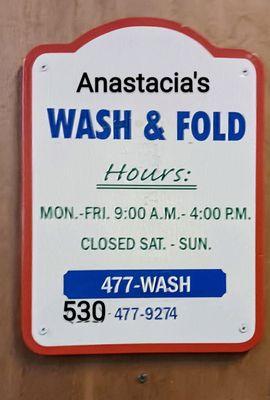 Anastacia's
WASH & FOLD
Hours:
MON.-FRI. 9:00 A.M.- 4:00 P.M.
CLOSED SAT. - SUN.
477-WASH
530- 477-9274